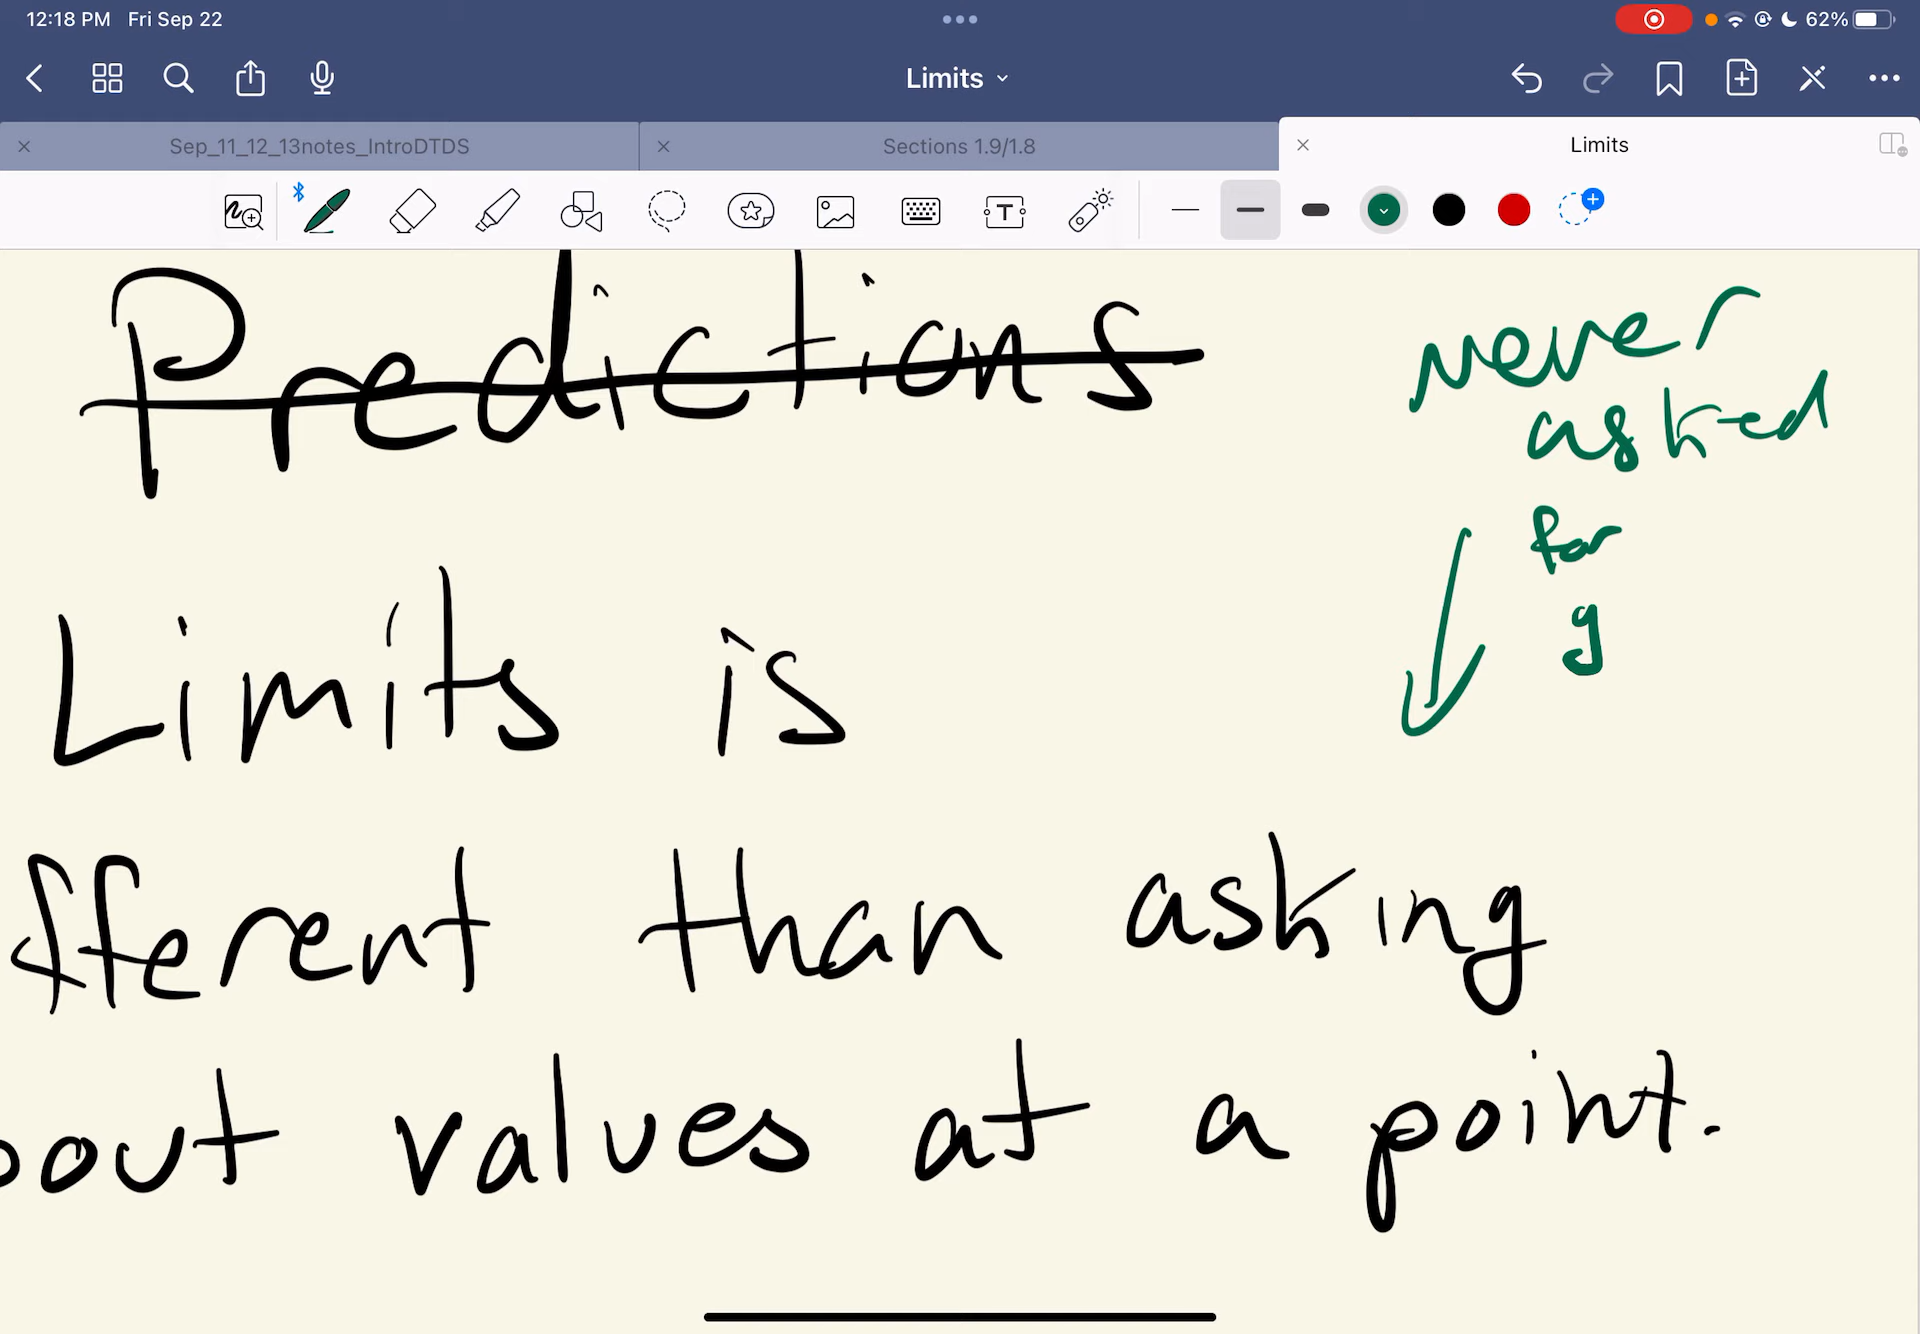 12:18 PM Fri Sep 22
62%
Limits
Sep_11_12_13notes_IntroDTDS
Sections 1.9/1.8
Limits
Predictions
never
asked
for
g
Limits is
fferent than asking
bout values at a point.